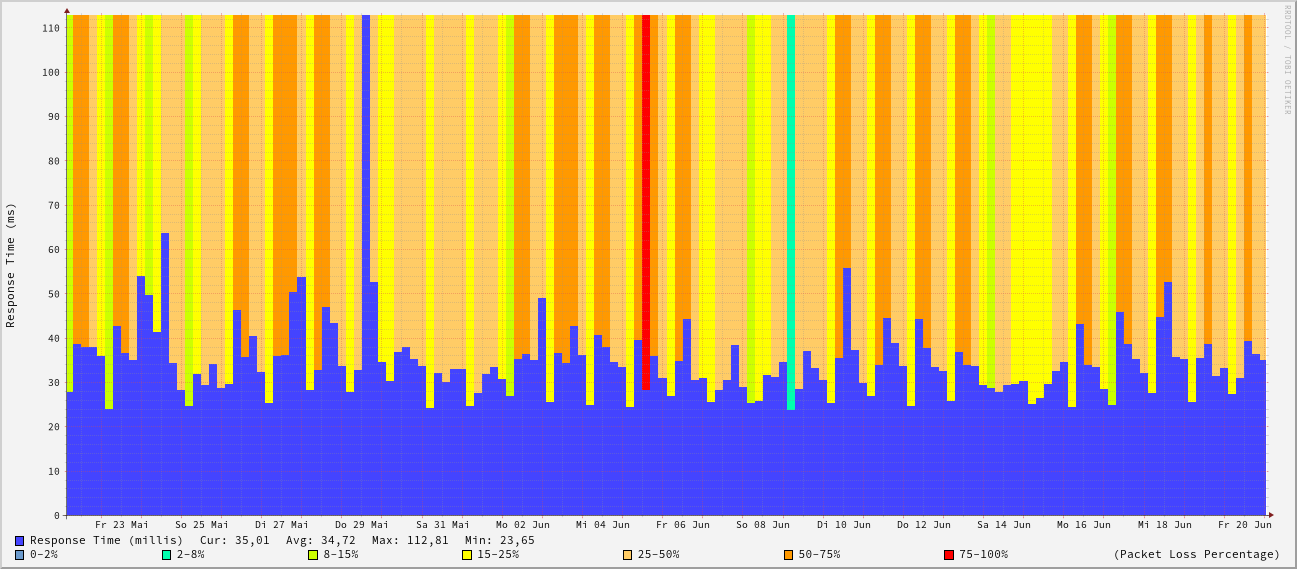 RRDTOOL / TOBI OETIKER
Response Time (ms)
110
100
90
80
70
60
50
40
30
20
10
0
Fr 23 Mai So 25 Mai Di 27 Mai Do 29 Mai Sa 31 Mai Mo 02 Jun Mi 04 Jun Fr 06 Jun So 08 Jun Di 10 Jun Do 12 Jun Sa 14 Jun Mo 16 Jun Mi 18 Jun Fr 20 Jun
Response Time (millis) Cur: 35,01 Avg: 34,72 Max: 112,81 Min: 23,65
0-2% 2-8% 8-15% 15-25% 25-50% 50-75% 75-100% (Packet Loss Percentage)